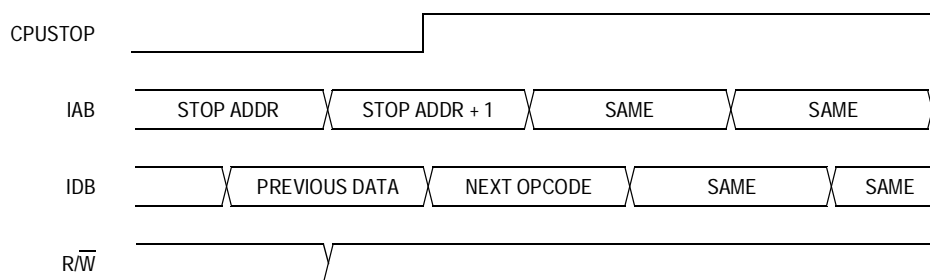 CPUSTOP
IAB STOP ADDR STOP ADDR + 1 SAME SAME
IDB PREVIOUS DATA NEXT OPCODE SAME SAME
R/W̅